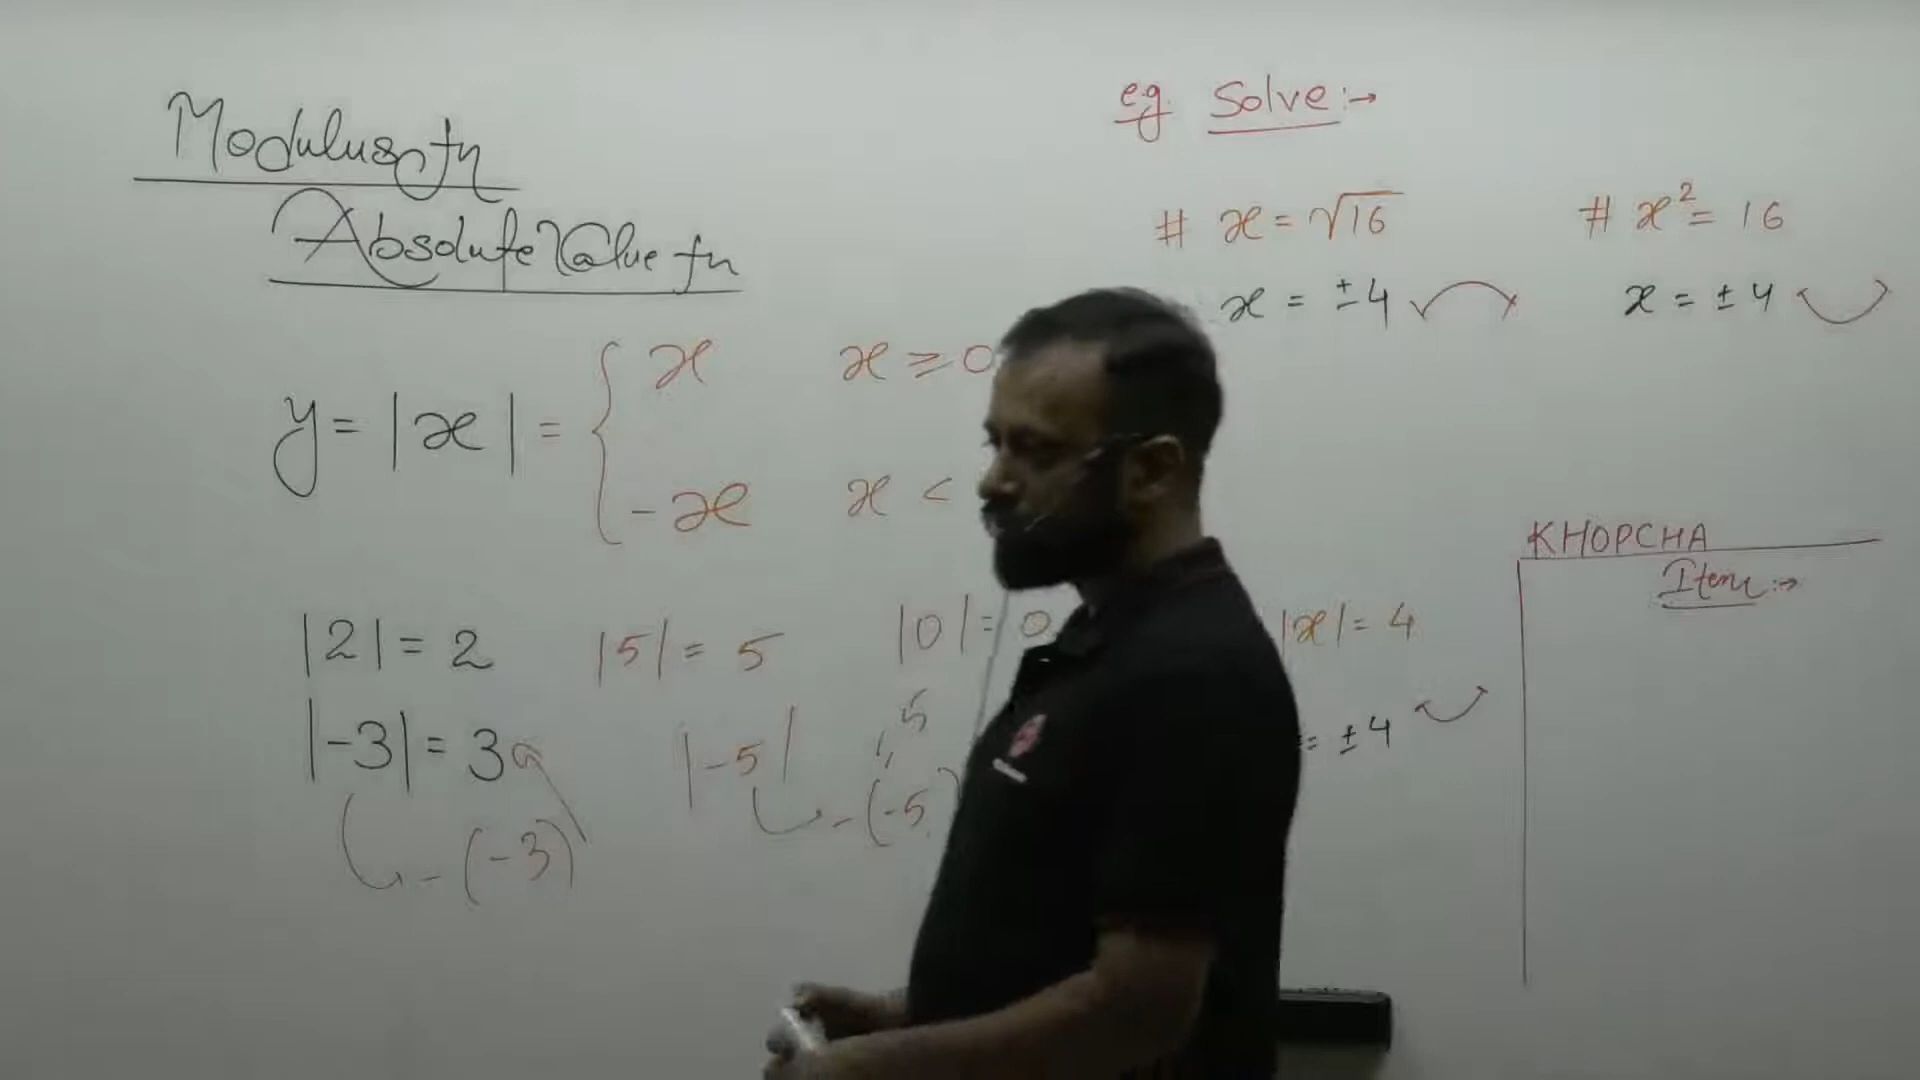 Modulus fn
Absolute Value fn
y = |x| = { x x ≥ 0
-x x <
|2| = 2 |5| = 5 |0| = 0
|-3| = 3 |-5| 5
-(-3) -(-5
eg. Solve :→
# x = √16 # x² = 16
x = ±4 x = ±4
|x| = 4
= ±4
KHOPCHA
Item :→